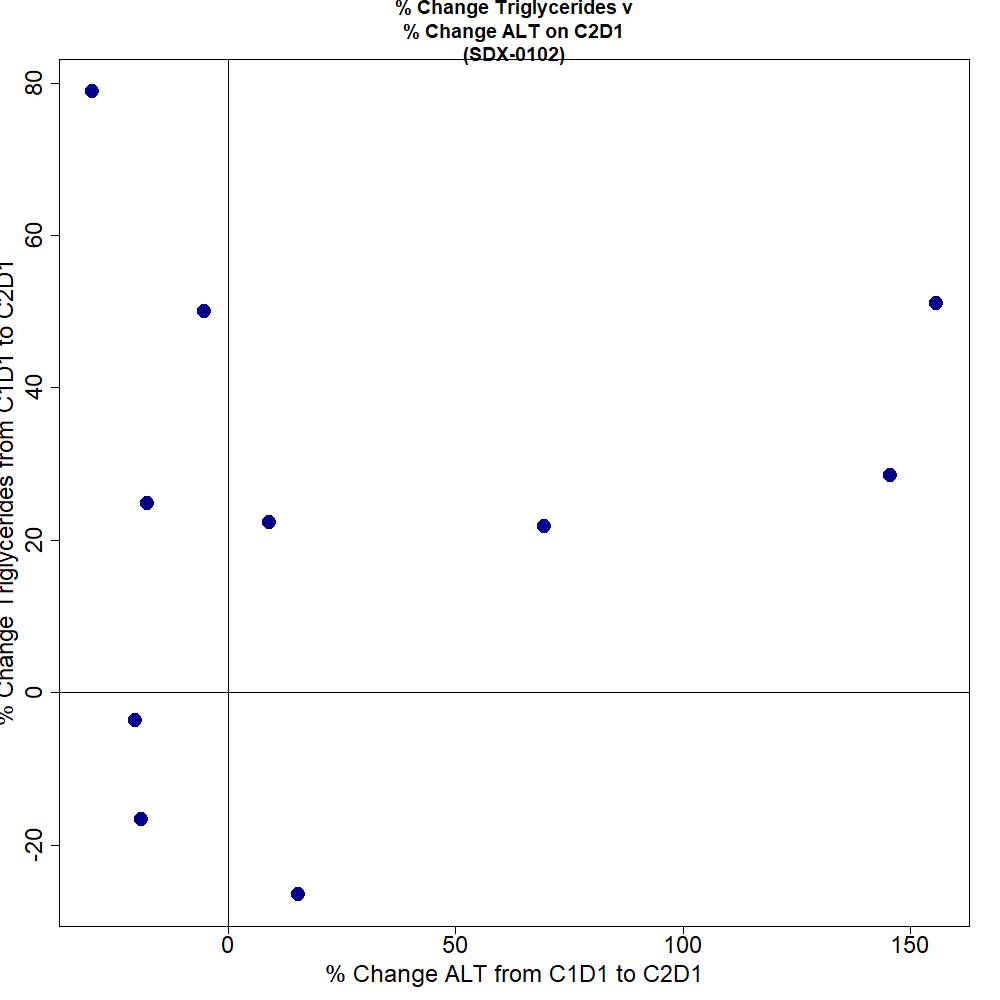 % Change Triglycerides v
% Change ALT on C2D1
(SDX-0102)
% Change Triglycerides from C1D1 to C2D1
80
60
40
20
0
-20
0
50
100
150
% Change ALT from C1D1 to C2D1